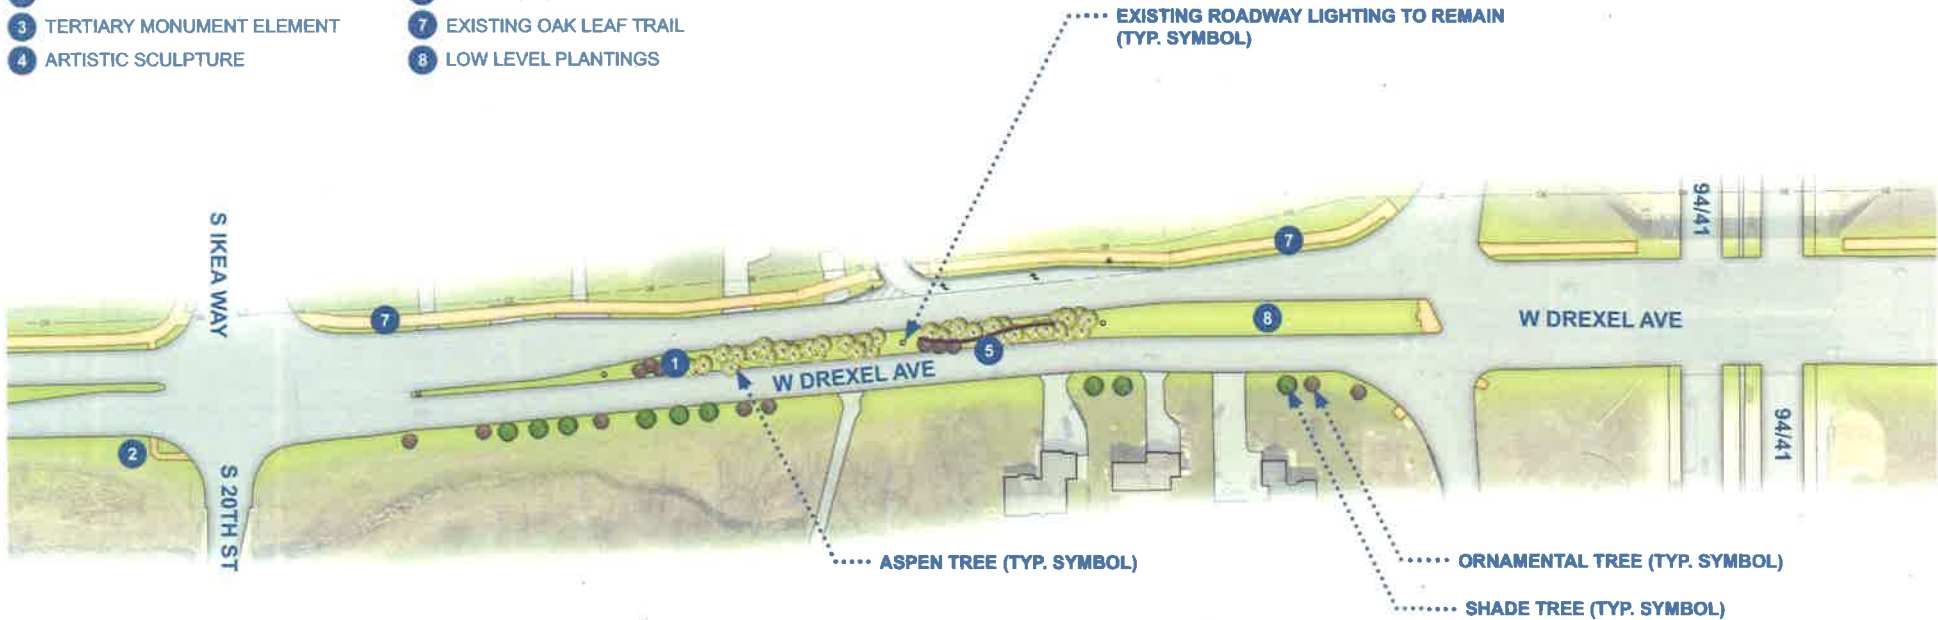 3 TERTIARY MONUMENT ELEMENT
4 ARTISTIC SCULPTURE
7 EXISTING OAK LEAF TRAIL
8 LOW LEVEL PLANTINGS
EXISTING ROADWAY LIGHTING TO REMAIN
(TYP. SYMBOL)
S IKEA WAY
94/41
7
7
8
W DREXEL AVE
1
5
W DREXEL AVE
2
94/41
S 20TH ST
ASPEN TREE (TYP. SYMBOL)
ORNAMENTAL TREE (TYP. SYMBOL)
SHADE TREE (TYP. SYMBOL)